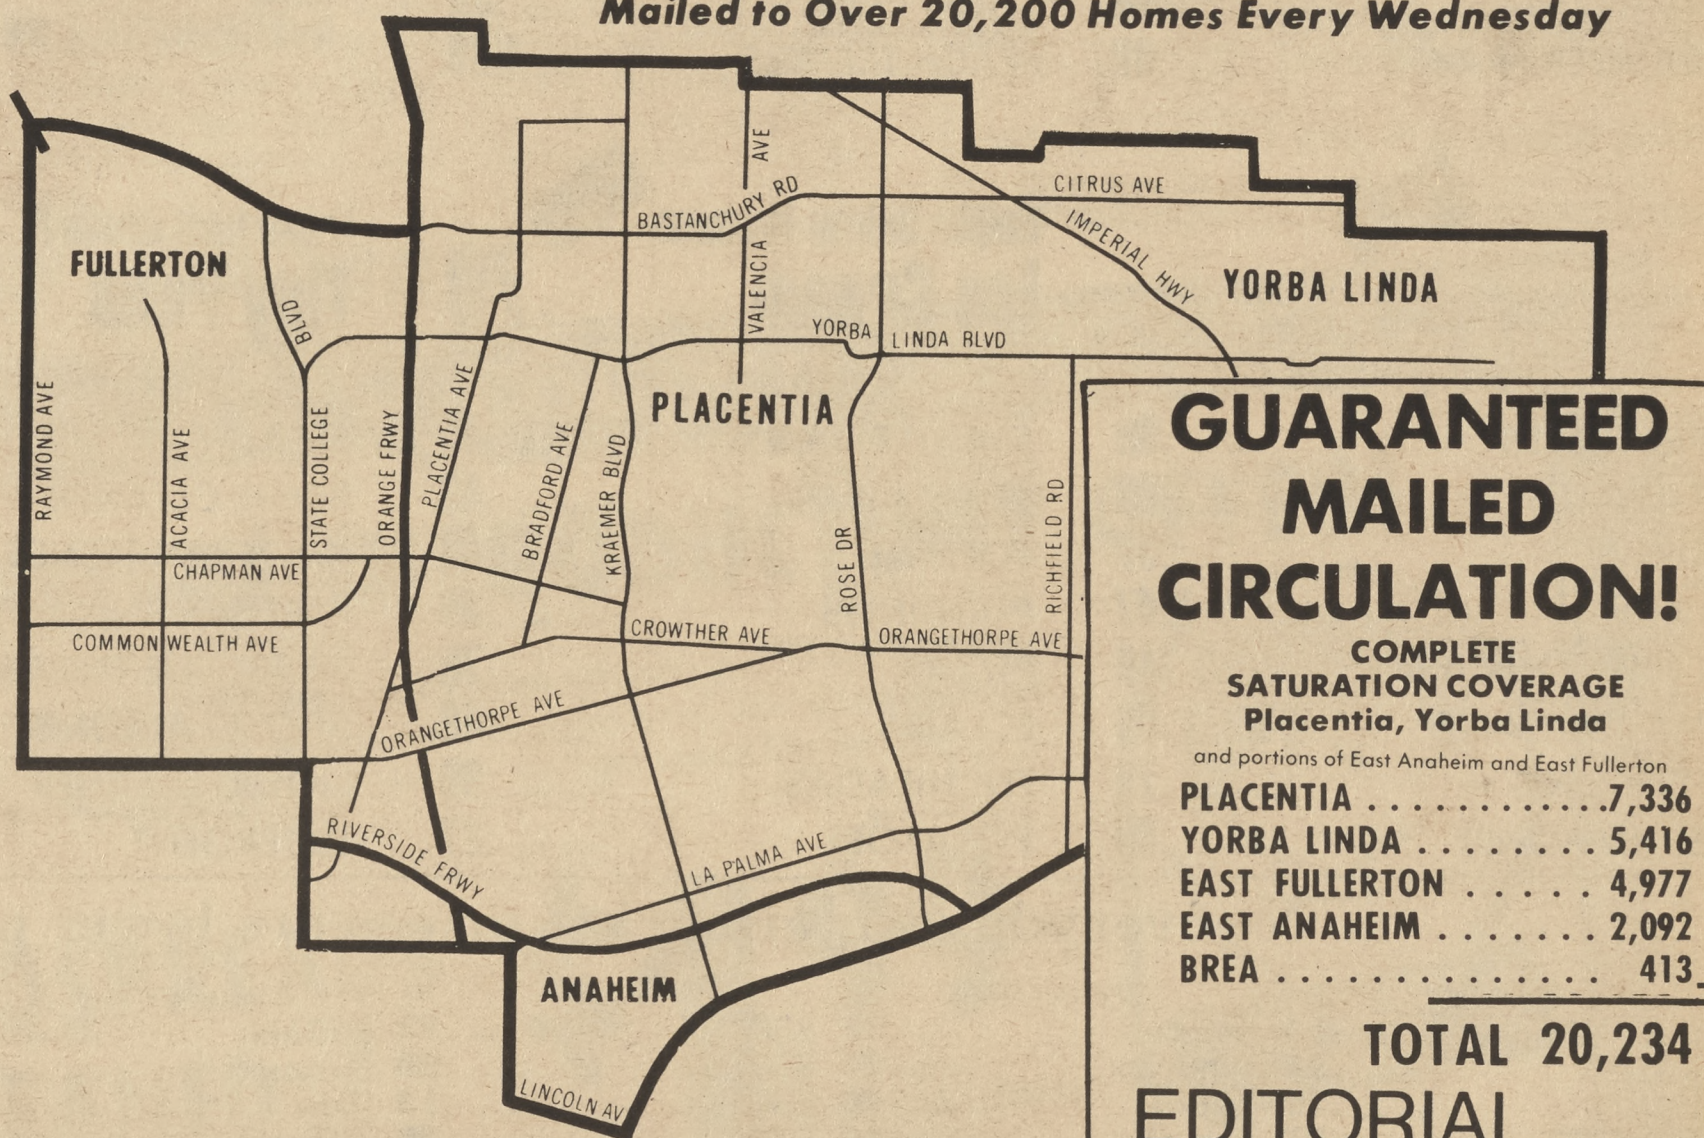 Mailed to Over 20,200 Homes Every Wednesday
AVE
CITRUS AVE
BASTANCHURY RD
IMPERIAL HWY
FULLERTON
YORBA LINDA
VALENCIA
BLVD
YORBA LINDA BLVD
RAYMOND AVE
ACACIA AVE
STATE COLLEGE
ORANGE FRWY
PLACENTIA AVE
BRADFORD AVE
KRAEMER BLVD
PLACENTIA
ROSE DR
RICHFIELD RD
CHAPMAN AVE
COMMONWEALTH AVE
CROWTHER AVE
ORANGETHORPE AVE
ORANGETHORPE AVE
RIVERSIDE FRWY
LA PALMA AVE
ANAHEIM
LINCOLN AV
GUARANTEED
MAILED
CIRCULATION!
COMPLETE
SATURATION COVERAGE
Placentia, Yorba Linda
and portions of East Anaheim and East Fullerton
PLACENTIA . . . . . . . . . . . . 7,336
YORBA LINDA . . . . . . . . 5,416
EAST FULLERTON . . . . . 4,977
EAST ANAHEIM . . . . . . . 2,092
BREA . . . . . . . . . . . . . . 413
TOTAL 20,234
EDITORIAL